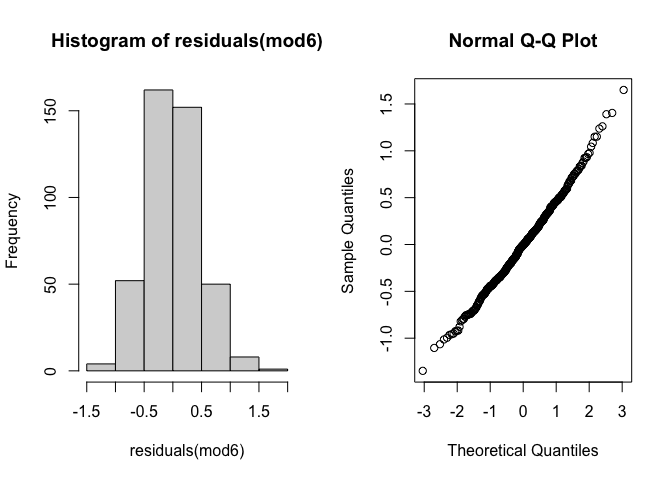 Histogram of residuals(mod6)
Frequency
0 50 100 150
-1.5 -0.5 0.5 1.5
residuals(mod6)
Normal Q-Q Plot
Sample Quantiles
-1.0 -0.5 0.0 0.5 1.0 1.5
-3 -2 -1 0 1 2 3
Theoretical Quantiles